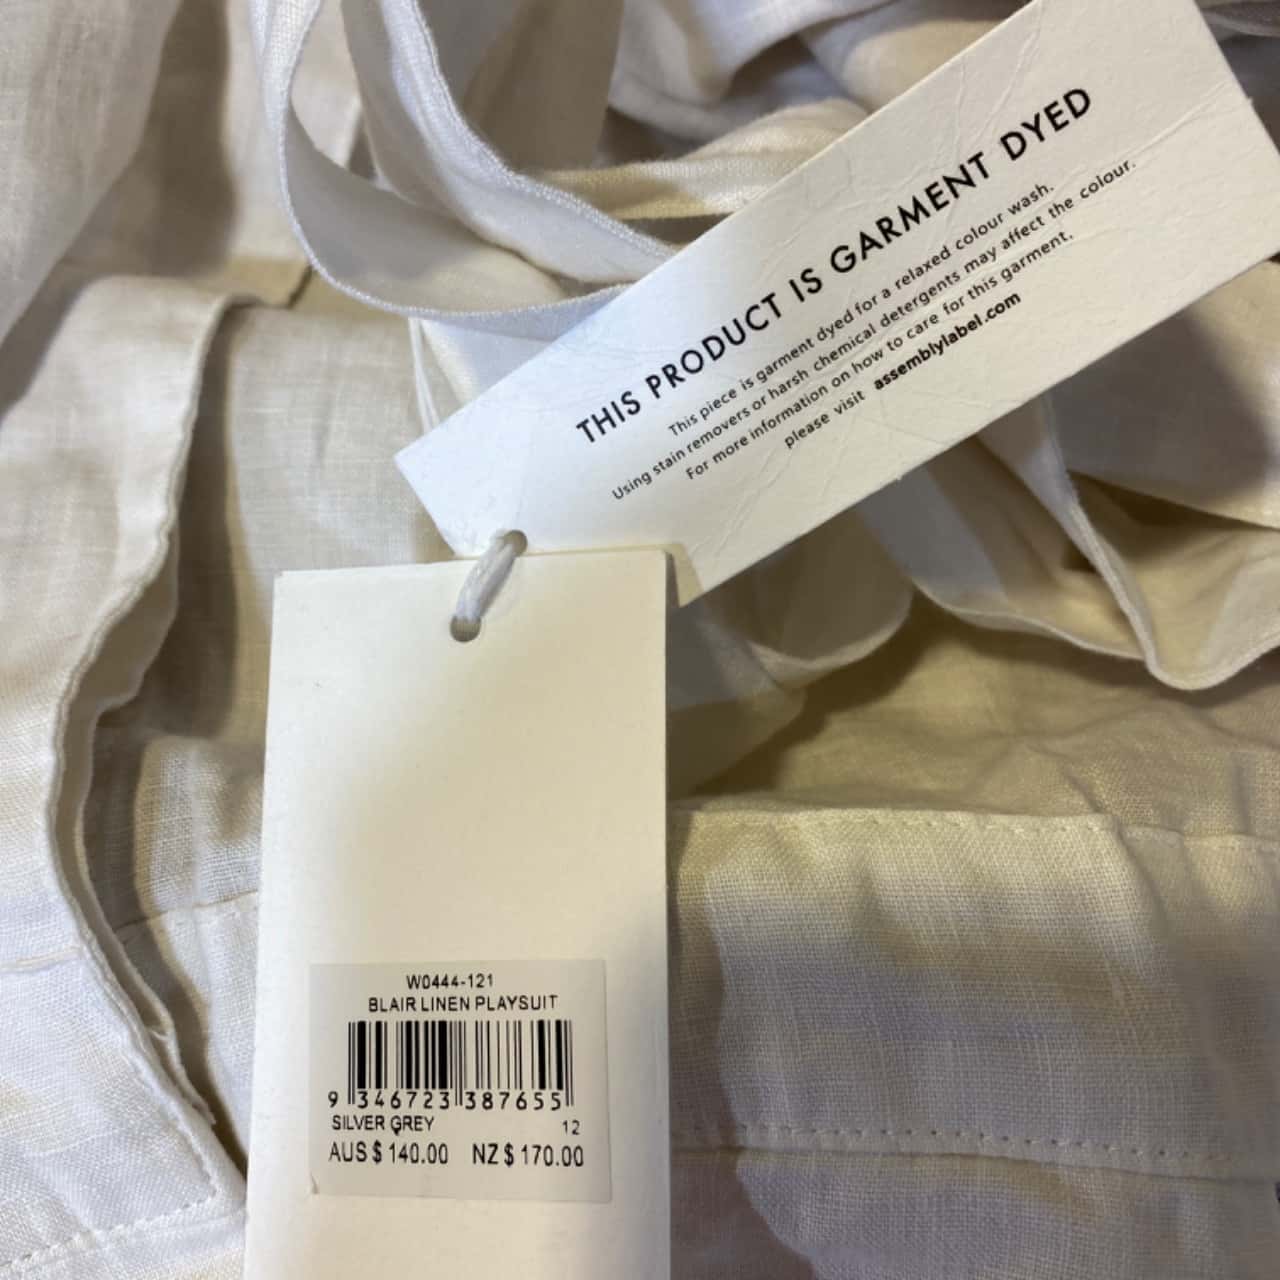 THIS PRODUCT IS GARMENT DYED
This piece is garment dyed for a relaxed colour wash.
Using stain removers or harsh chemical detergents may affect the colour.
For more information on how to care for this garment,
please visit assemblylabel.com
W0444-121
BLAIR LINEN PLAYSUIT
9 346723 387655
SILVER GREY 12
AUS $ 140.00 NZ $ 170.00